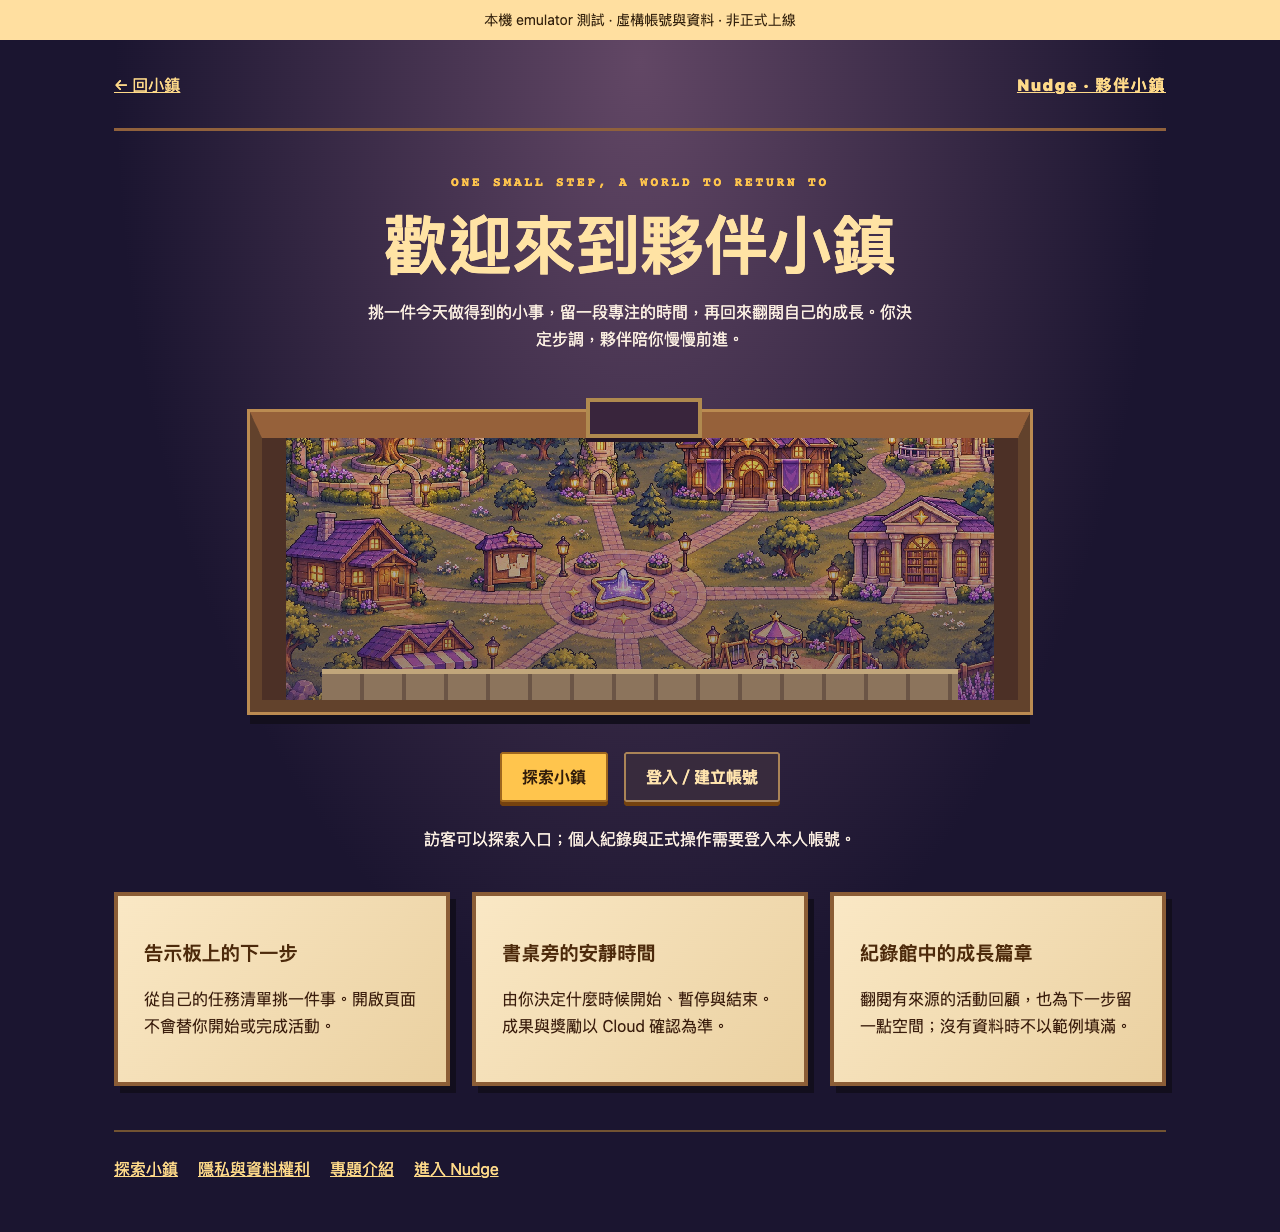 本機 emulator 測試 · 虛構帳號與資料 · 非正式上線
← 回小鎮
Nudge · 夥伴小鎮
ONE SMALL STEP, A WORLD TO RETURN TO
歡迎來到夥伴小鎮
挑一件今天做得到的小事，留一段專注的時間，再回來翻閱自己的成長。你決
定步調，夥伴陪你慢慢前進。
探索小鎮
登入 / 建立帳號
訪客可以探索入口；個人紀錄與正式操作需要登入本人帳號。
告示板上的下一步
從自己的任務清單挑一件事。開啟頁面
不會替你開始或完成活動。
書桌旁的安靜時間
由你決定什麼時候開始、暫停與結束。
成果與獎勵以 Cloud 確認為準。
紀錄館中的成長篇章
翻閱有來源的活動回顧，也為下一步留
一點空間；沒有資料時不以範例填滿。
探索小鎮
隱私與資料權利
專題介紹
進入 Nudge